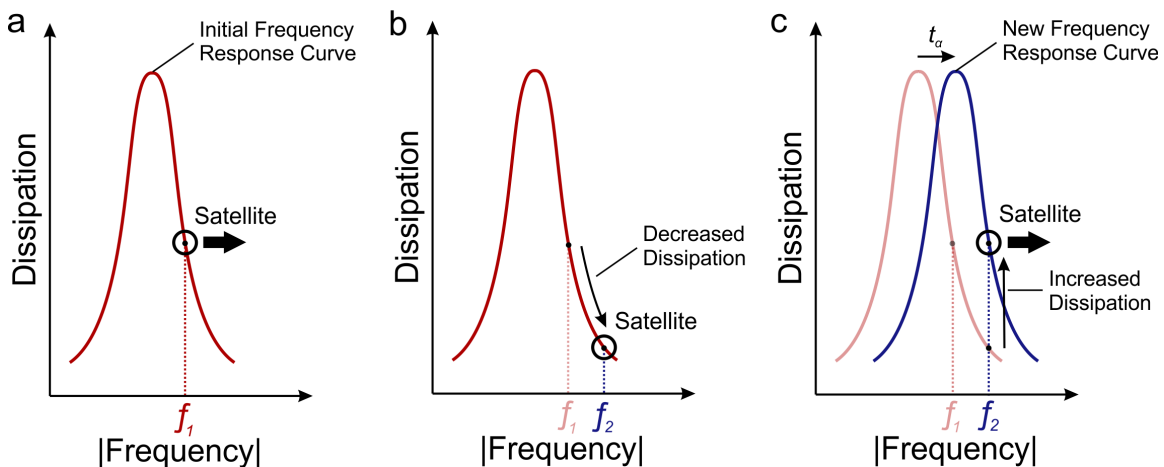 a
Initial Frequency
Response Curve
Dissipation
Satellite
f1
|Frequency|
b
Dissipation
Decreased
Dissipation
Satellite
f1 f2
|Frequency|
c
tα
New Frequency
Response Curve
Dissipation
Satellite
Increased
Dissipation
f1 f2
|Frequency|